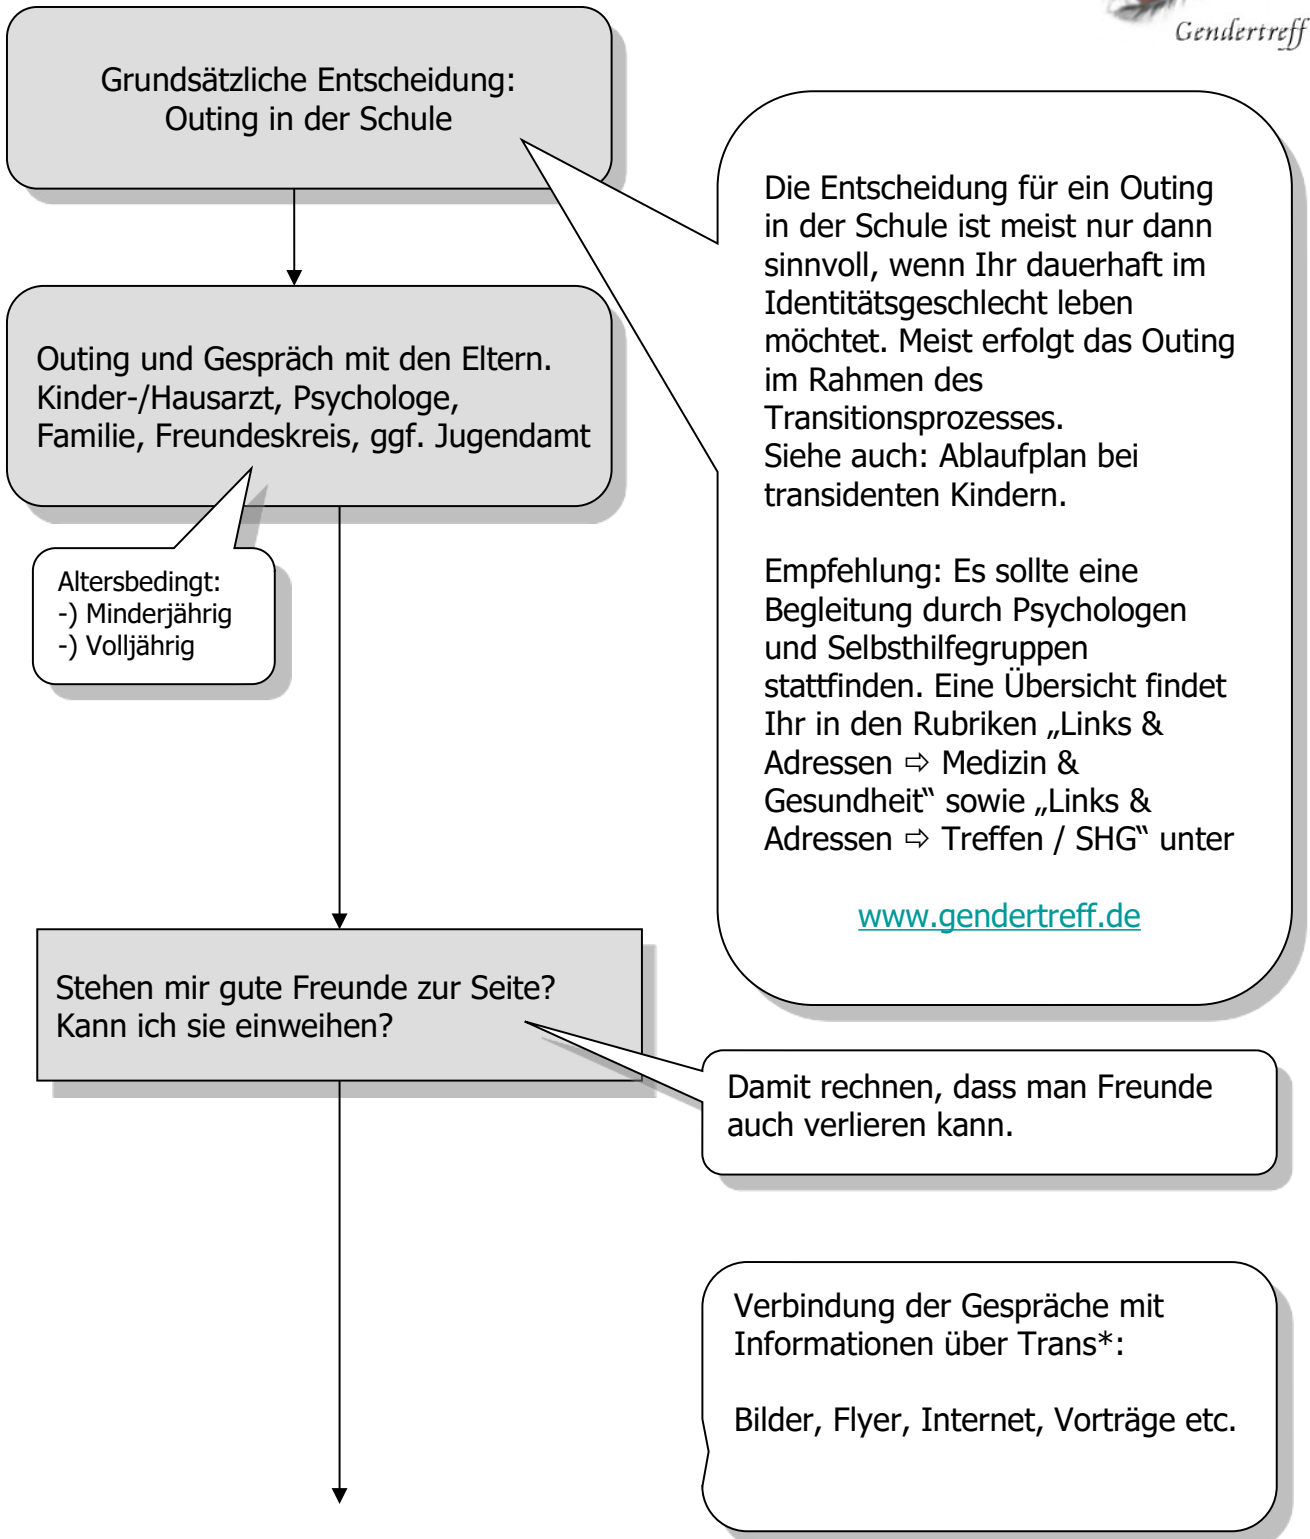 Gendertreff
Grundsätzliche Entscheidung:
Outing in der Schule
Die Entscheidung für ein Outing
in der Schule ist meist nur dann
sinnvoll, wenn Ihr dauerhaft im
Identitätsgeschlecht leben
möchtet. Meist erfolgt das Outing
im Rahmen des
Transitionsprozesses.
Siehe auch: Ablaufplan bei
transidenten Kindern.
Empfehlung: Es sollte eine
Begleitung durch Psychologen
und Selbsthilfegruppen
stattfinden. Eine Übersicht findet
Ihr in den Rubriken „Links &
Adressen ⇨ Medizin &
Gesundheit“ sowie „Links &
Adressen ⇨ Treffen / SHG“ unter
www.gendertreff.de
Outing und Gespräch mit den Eltern.
Kinder-/Hausarzt, Psychologe,
Familie, Freundeskreis, ggf. Jugendamt
Altersbedingt:
-) Minderjährig
-) Volljährig
Stehen mir gute Freunde zur Seite?
Kann ich sie einweihen?
Damit rechnen, dass man Freunde
auch verlieren kann.
Verbindung der Gespräche mit
Informationen über Trans*:
Bilder, Flyer, Internet, Vorträge etc.